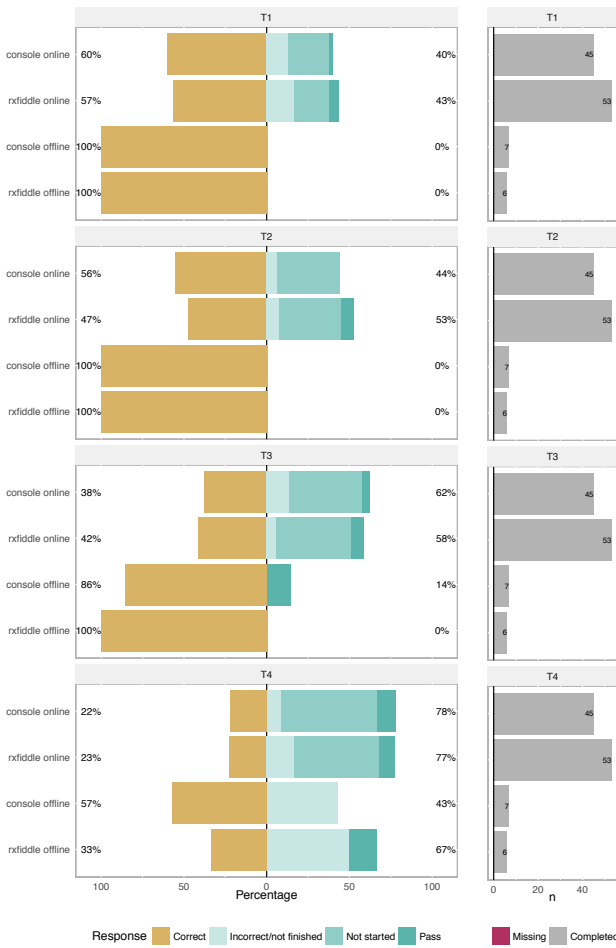 T1
T1
console online 60% 40% 45
rxfiddle online 57% 43% 53
console offline 100% 0% 7
rxfiddle offline 100% 0% 6
T2
T2
console online 56% 44% 45
rxfiddle online 47% 53% 53
console offline 100% 0% 7
rxfiddle offline 100% 0% 6
T3
T3
console online 38% 62% 45
rxfiddle online 42% 58% 53
console offline 86% 14% 7
rxfiddle offline 100% 0% 6
T4
T4
console online 22% 78% 45
rxfiddle online 23% 77% 53
console offline 57% 43% 7
rxfiddle offline 33% 67% 6
100 50 0 50 100
0 20 40
Percentage
n
Response Correct Incorrect/not finished Not started Pass
Missing Completed